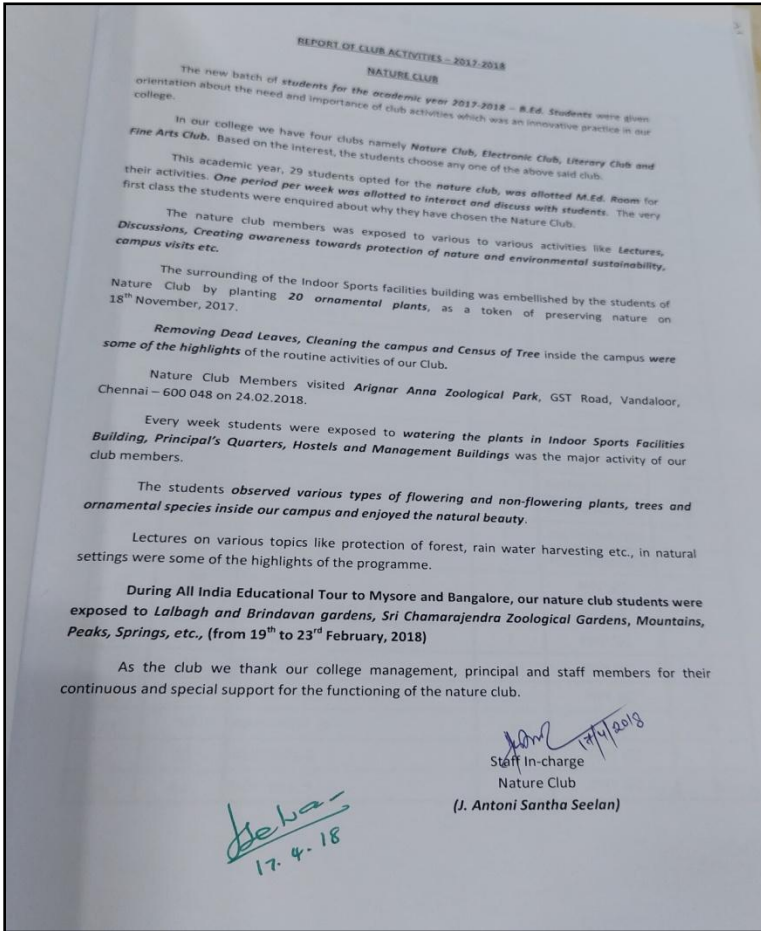 REPORT OF CLUB ACTIVITIES – 2017-2018
NATURE CLUB
The new batch of students for the academic year 2017-2018 – B.Ed. Students were given
orientation about the need and importance of club activities which was an innovative practice in our
college.
In our college we have four clubs namely Nature Club, Electronic Club, Literary Club and
Fine Arts Club. Based on the interest, the students choose any one of the above said club.
This academic year, 29 students opted for the nature club, was allotted M.Ed. Room for
their activities. One period per week was allotted to interact and discuss with students. The very
first class the students were enquired about why they have chosen the Nature Club.
The nature club members was exposed to various to various activities like Lectures,
Discussions, Creating awareness towards protection of nature and environmental sustainability,
campus visits etc.
The surrounding of the Indoor Sports facilities building was embellished by the students of
Nature Club by planting 20 ornamental plants, as a token of preserving nature on
18th November, 2017.
Removing Dead Leaves, Cleaning the campus and Census of Tree inside the campus were
some of the highlights of the routine activities of our Club.
Nature Club Members visited Arignar Anna Zoological Park, GST Road, Vandaloor,
Chennai – 600 048 on 24.02.2018.
Every week students were exposed to watering the plants in Indoor Sports Facilities
Building, Principal's Quarters, Hostels and Management Buildings was the major activity of our
club members.
The students observed various types of flowering and non-flowering plants, trees and
ornamental species inside our campus and enjoyed the natural beauty.
Lectures on various topics like protection of forest, rain water harvesting etc., in natural
settings were some of the highlights of the programme.
During All India Educational Tour to Mysore and Bangalore, our nature club students were
exposed to Lalbagh and Brindavan gardens, Sri Chamarajendra Zoological Gardens, Mountains,
Peaks, Springs, etc., (from 19th to 23rd February, 2018)
As the club we thank our college management, principal and staff members for their
continuous and special support for the functioning of the nature club.
17/4/2018
Staff In-charge
Nature Club
(J. Antoni Santha Seelan)
17.4.18